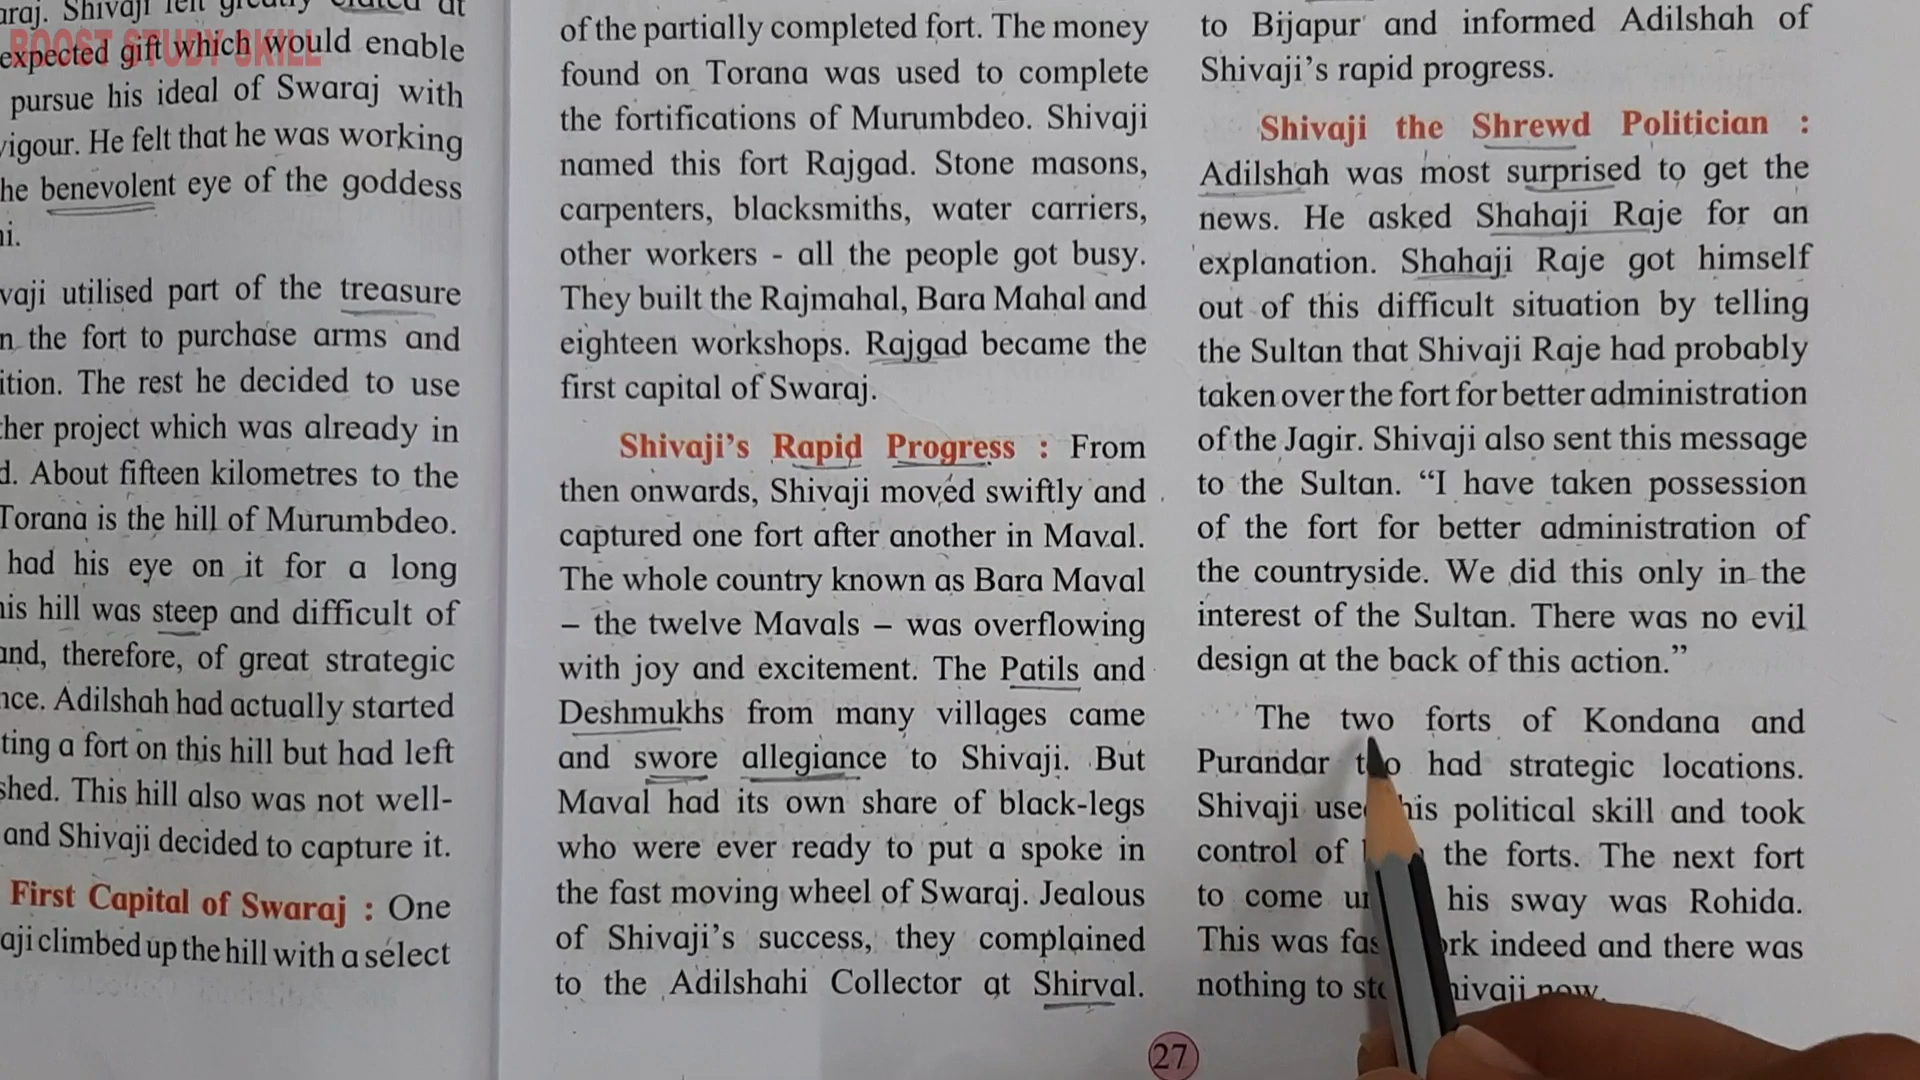 BOOST STUDY SKILL
Shivaji felt greatly elated at
expected gift which would enable
pursue his ideal of Swaraj with
vigour. He felt that he was working
he benevolent eye of the goddess
ni.
vaji utilised part of the treasure
n the fort to purchase arms and
ition. The rest he decided to use
her project which was already in
d. About fifteen kilometres to the
Torana is the hill of Murumbdeo.
had his eye on it for a long
his hill was steep and difficult of
and, therefore, of great strategic
nce. Adilshah had actually started
ting a fort on this hill but had left
shed. This hill also was not well-
and Shivaji decided to capture it.
First Capital of Swaraj : One
aji climbed up the hill with a select
of the partially completed fort. The money
found on Torana was used to complete
the fortifications of Murumbdeo. Shivaji
named this fort Rajgad. Stone masons,
carpenters, blacksmiths, water carriers,
other workers - all the people got busy.
They built the Rajmahal, Bara Mahal and
eighteen workshops. Rajgad became the
first capital of Swaraj.
Shivaji's Rapid Progress : From
then onwards, Shivaji moved swiftly and
captured one fort after another in Maval.
The whole country known as Bara Maval
– the twelve Mavals – was overflowing
with joy and excitement. The Patils and
Deshmukhs from many villages came
and swore allegiance to Shivaji. But
Maval had its own share of black-legs
who were ever ready to put a spoke in
the fast moving wheel of Swaraj. Jealous
of Shivaji's success, they complained
to the Adilshahi Collector at Shirval.
to Bijapur and informed Adilshah of
Shivaji's rapid progress.
Shivaji the Shrewd Politician :
Adilshah was most surprised to get the
news. He asked Shahaji Raje for an
explanation. Shahaji Raje got himself
out of this difficult situation by telling
the Sultan that Shivaji Raje had probably
taken over the fort for better administration
of the Jagir. Shivaji also sent this message
to the Sultan. “I have taken possession
of the fort for better administration of
the countryside. We did this only in the
interest of the Sultan. There was no evil
design at the back of this action.”
The two forts of Kondana and
Purandar too had strategic locations.
Shivaji used his political skill and took
control of the forts. The next fort
to come his sway was Rohida.
This was indeed and there was
nothing to Shivaji now.
27